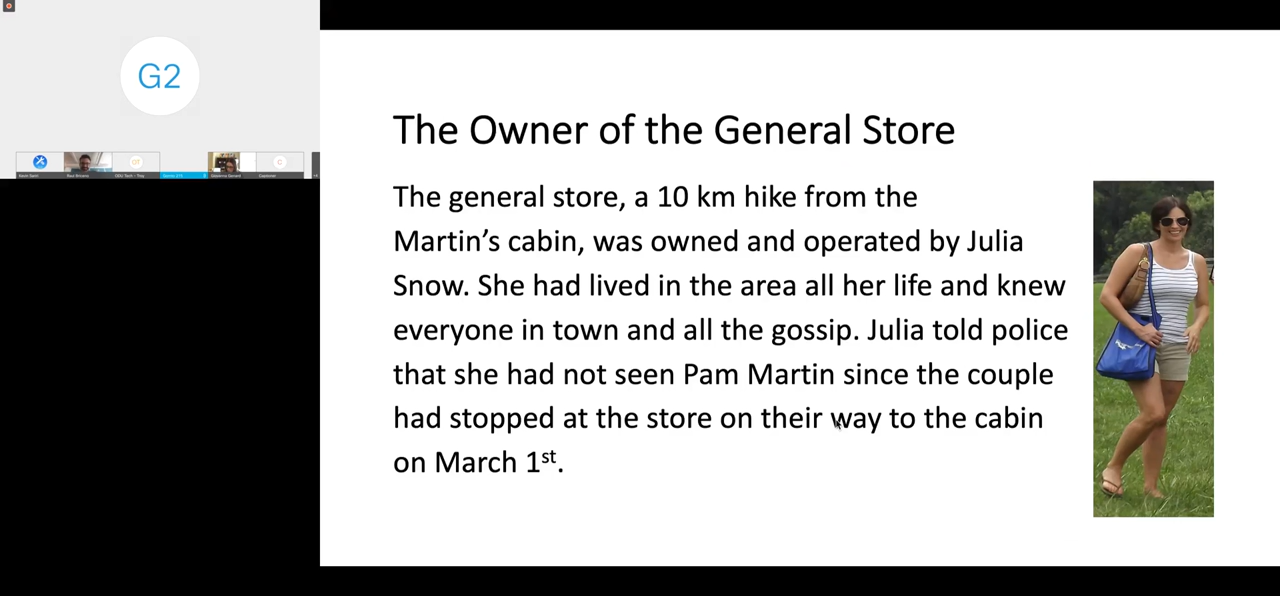 G2
Kevin Swint
The Owner of the General Store
The general store, a 10 km hike from the
Martin’s cabin, was owned and operated by Julia
Snow. She had lived in the area all her life and knew
everyone in town and all the gossip. Julia told police
that she had not seen Pam Martin since the couple
had stopped at the store on their way to the cabin
on March 1st.